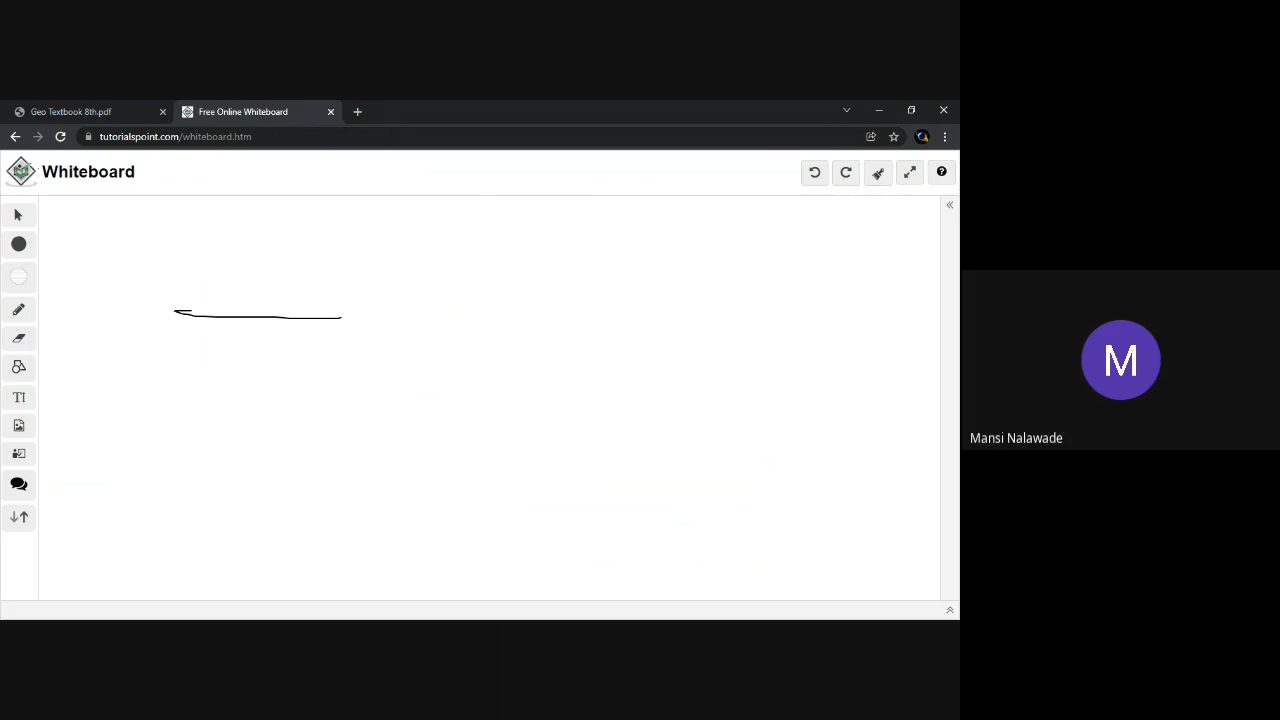 Geo Textbook 8th.pdf
Free Online Whiteboard
tutorialspoint.com/whiteboard.htm
Whiteboard
TI
M
Mansi Nalawade